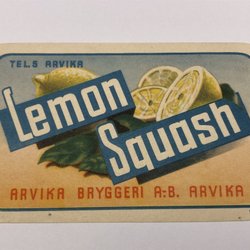 TEL.5 ARVIKA
Lemon
Squash
ARVIKA BRYGGERI A.-B. ARVIKA